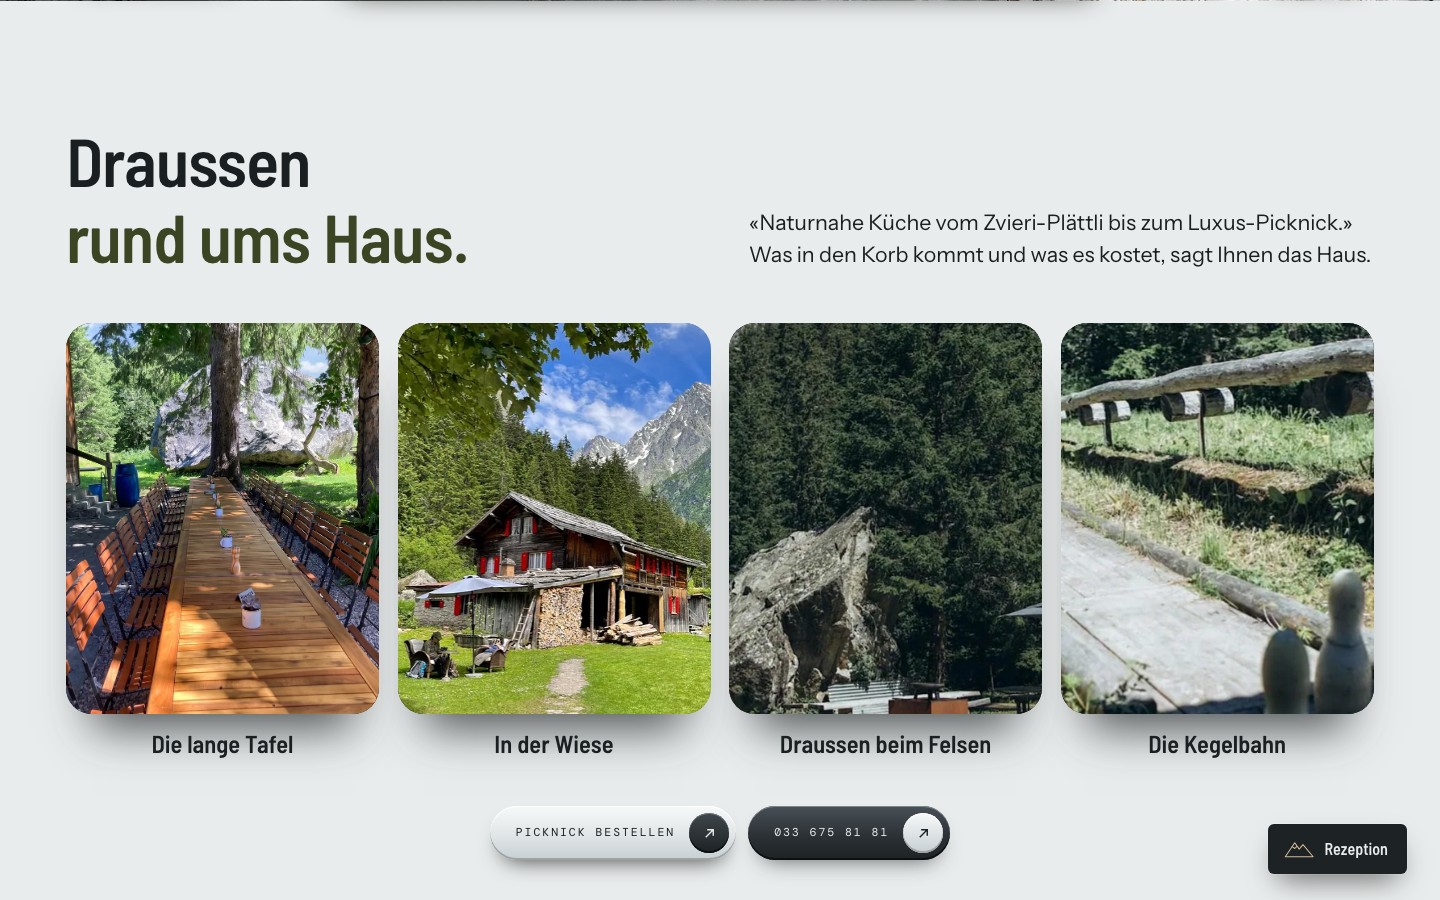 Draussen
rund ums Haus.
«Naturnahe Küche vom Zvieri-Plättli bis zum Luxus-Picknick.»
Was in den Korb kommt und was es kostet, sagt Ihnen das Haus.
Die lange Tafel
In der Wiese
Draussen beim Felsen
Die Kegelbahn
PICKNICK BESTELLEN
033 675 81 81
Rezeption